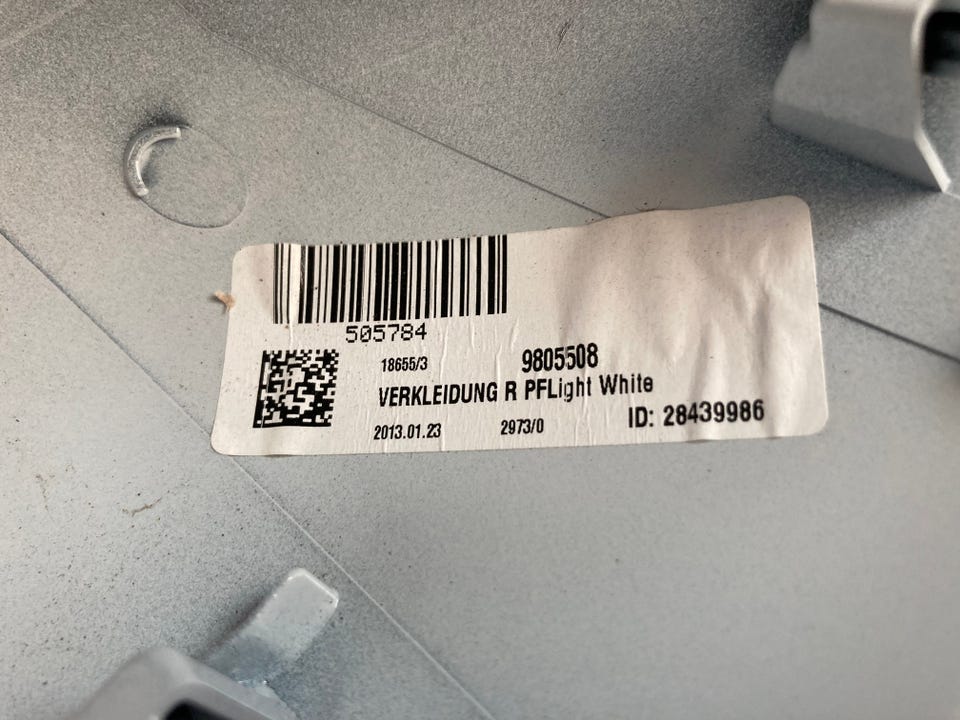 505784
18655/3 9805508
VERKLEIDUNG R PFLight White
2013.01.23 2973/0 ID: 28439986